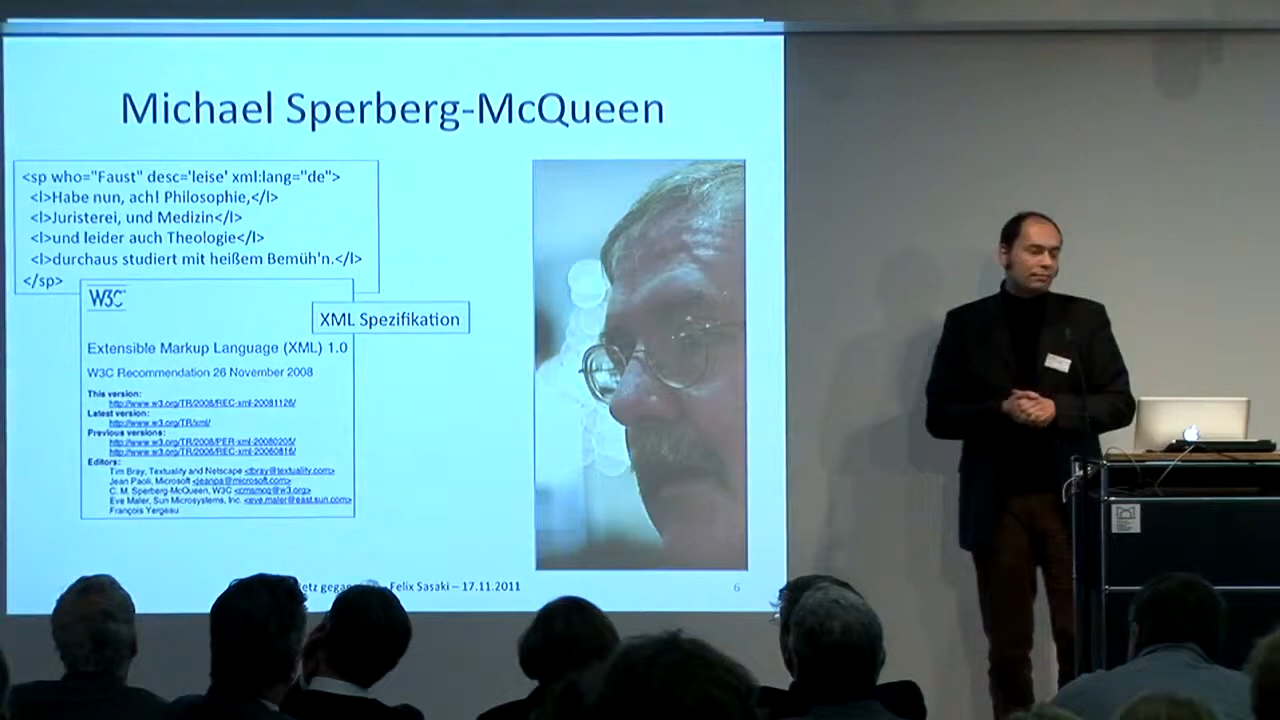 Michael Sperberg-McQueen
<sp who="Faust" desc='leise' xml:lang="de">
<l>Habe nun, ach! Philosophie,</l>
<l>Juristerei, und Medizin</l>
<l>und leider auch Theologie</l>
<l>durchaus studiert mit heißem Bemüh'n.</l>
</sp>
W3C
XML Spezifikation
Extensible Markup Language (XML) 1.0
W3C Recommendation 26 November 2008
This version:
http://www.w3.org/TR/2008/REC-xml-20081126/
Latest version:
http://www.w3.org/TR/xml/
Previous versions:
http://www.w3.org/TR/2008/PER-xml-20080205/
http://www.w3.org/TR/2006/REC-xml-20060816/
Editors:
Tim Bray, Textuality and Netscape <tbray@textuality.com>
Jean Paoli, Microsoft <jeanpa@microsoft.com>
C. M. Sperberg-McQueen, W3C <cmsmcq@w3.org>
Eve Maler, Sun Microsystems, Inc. <eve.maler@east.sun.com>
François Yergeau
Felix Sasaki – 17.11.2011
6